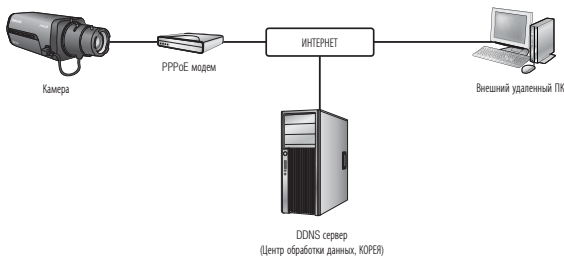 ИНТЕРНЕТ
PPPoE модем
Камера
Внешний удаленный ПК
DDNS сервер
(Центр обработки данных, КОРЕЯ)